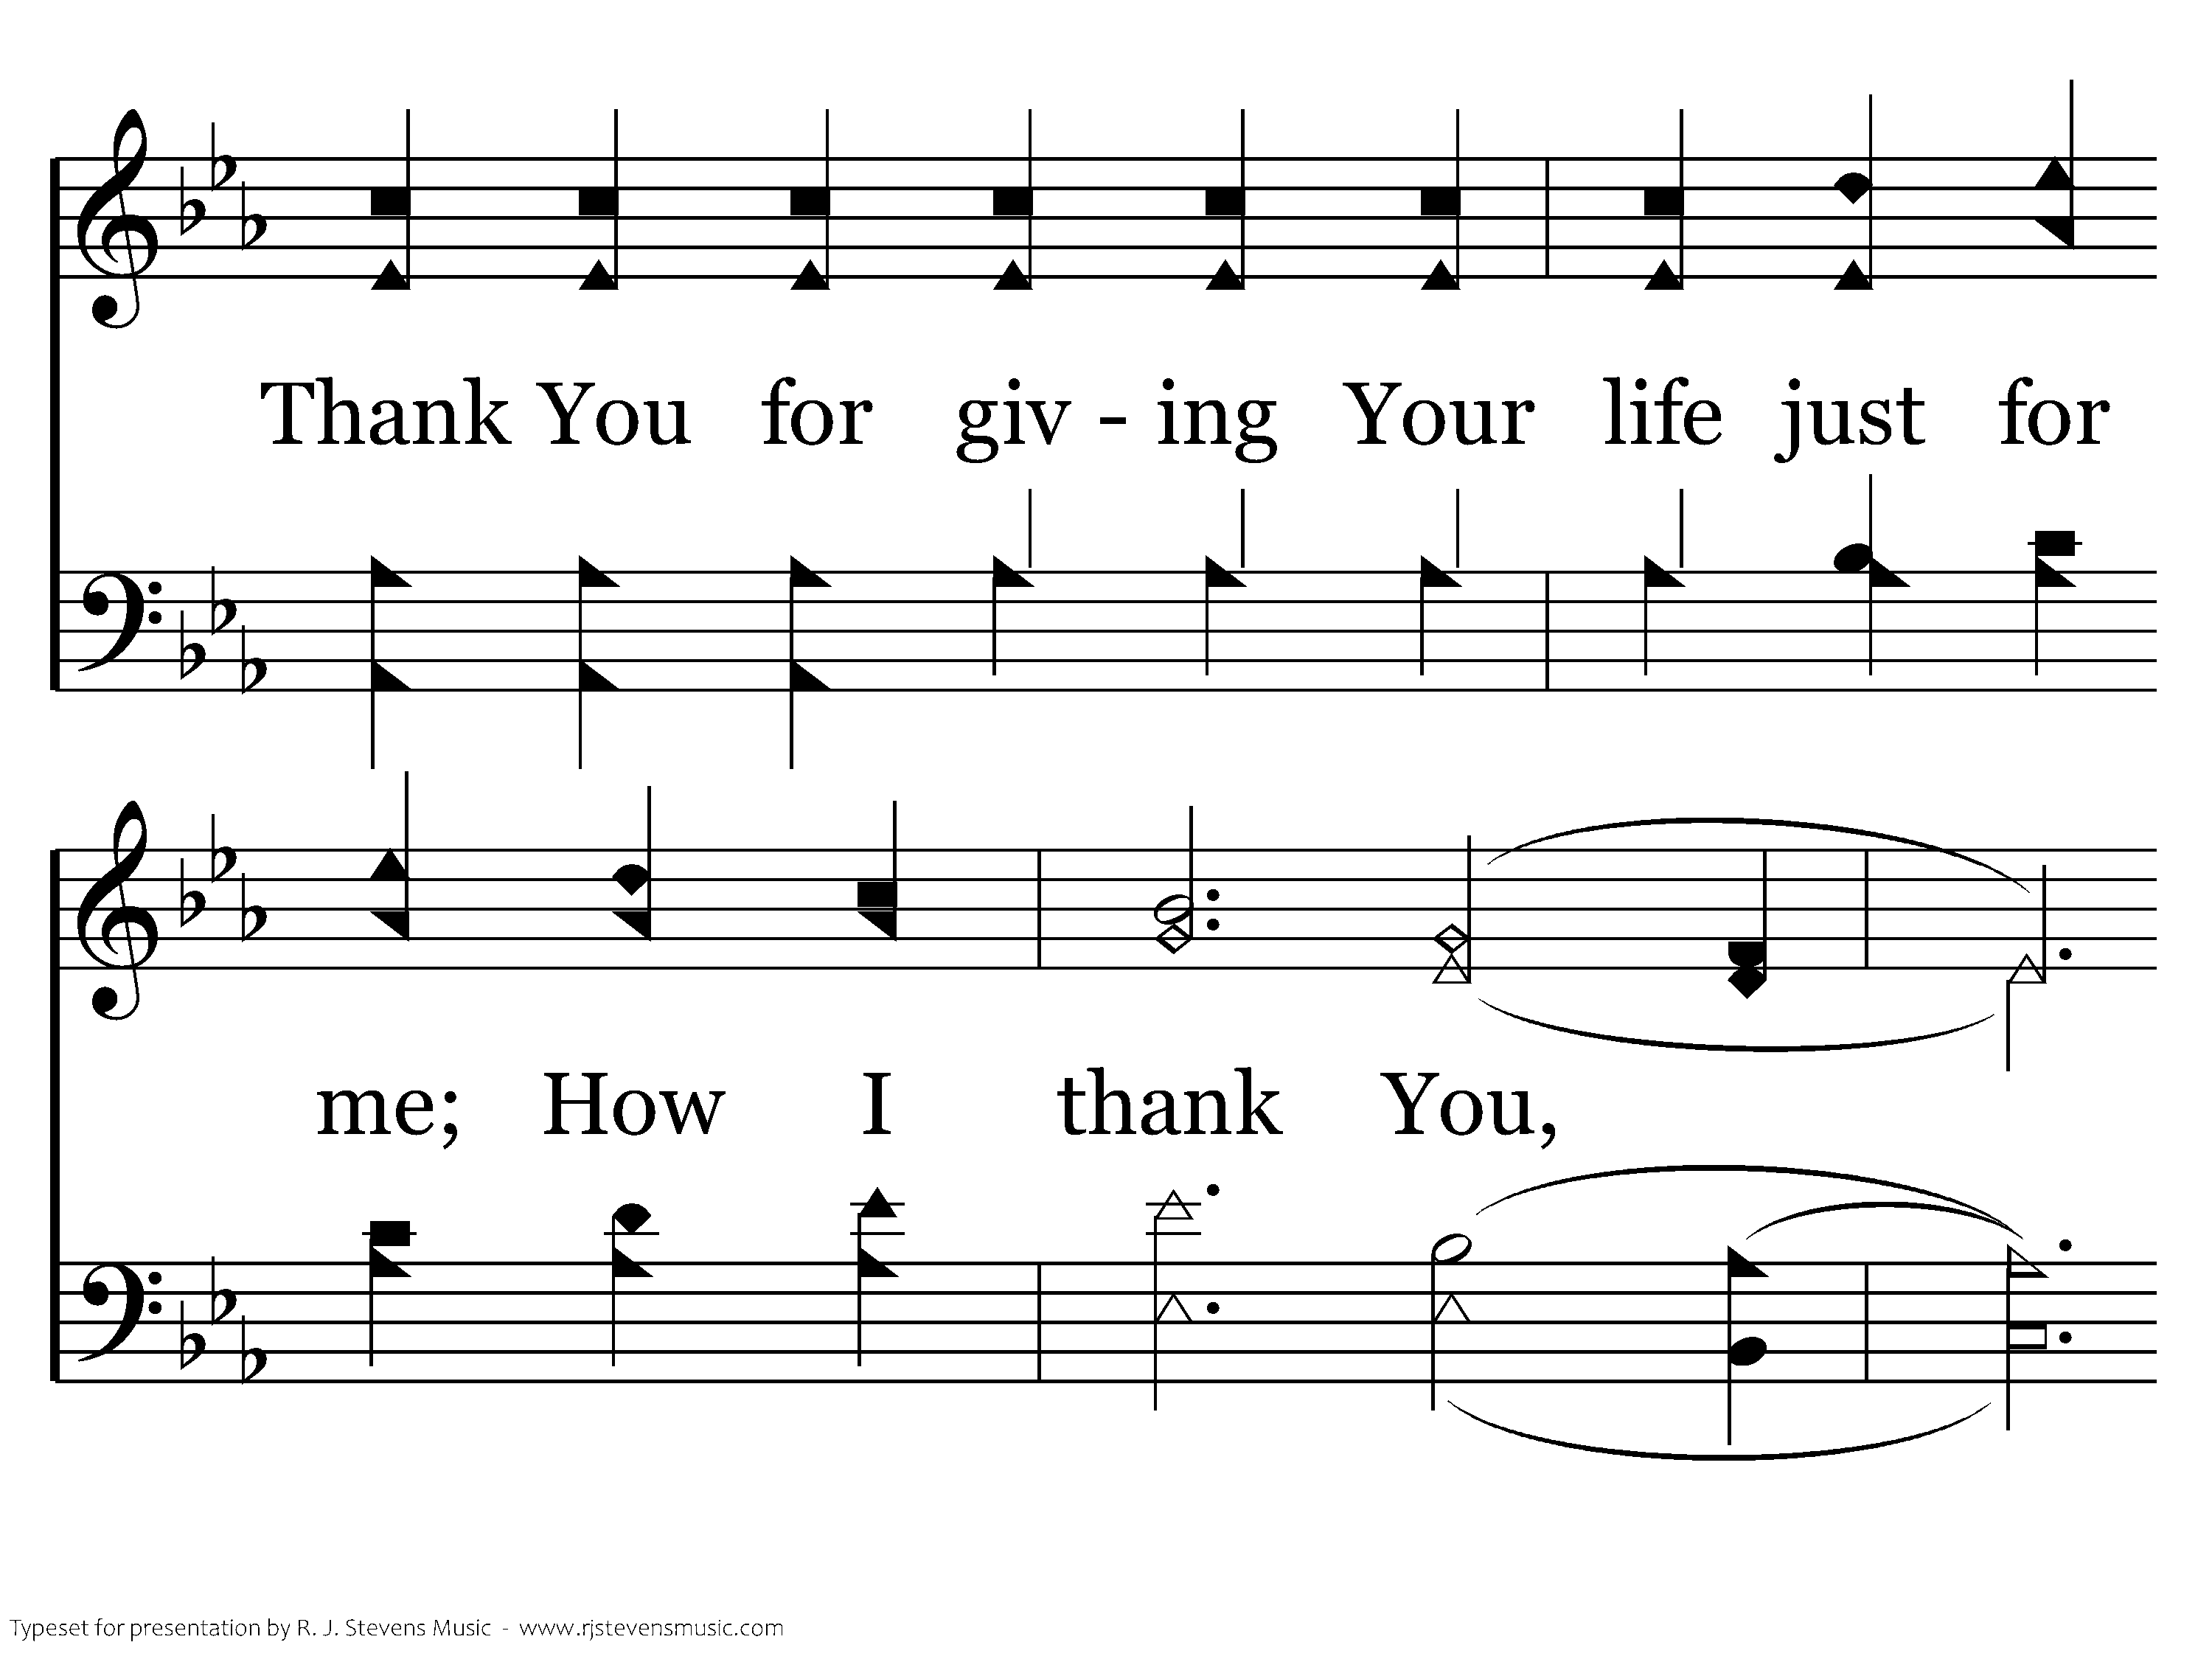 Thank You for giv - ing Your life just for
me; How I thank You,
Typeset for presentation by R. J. Stevens Music - www.rjstevensmusic.com